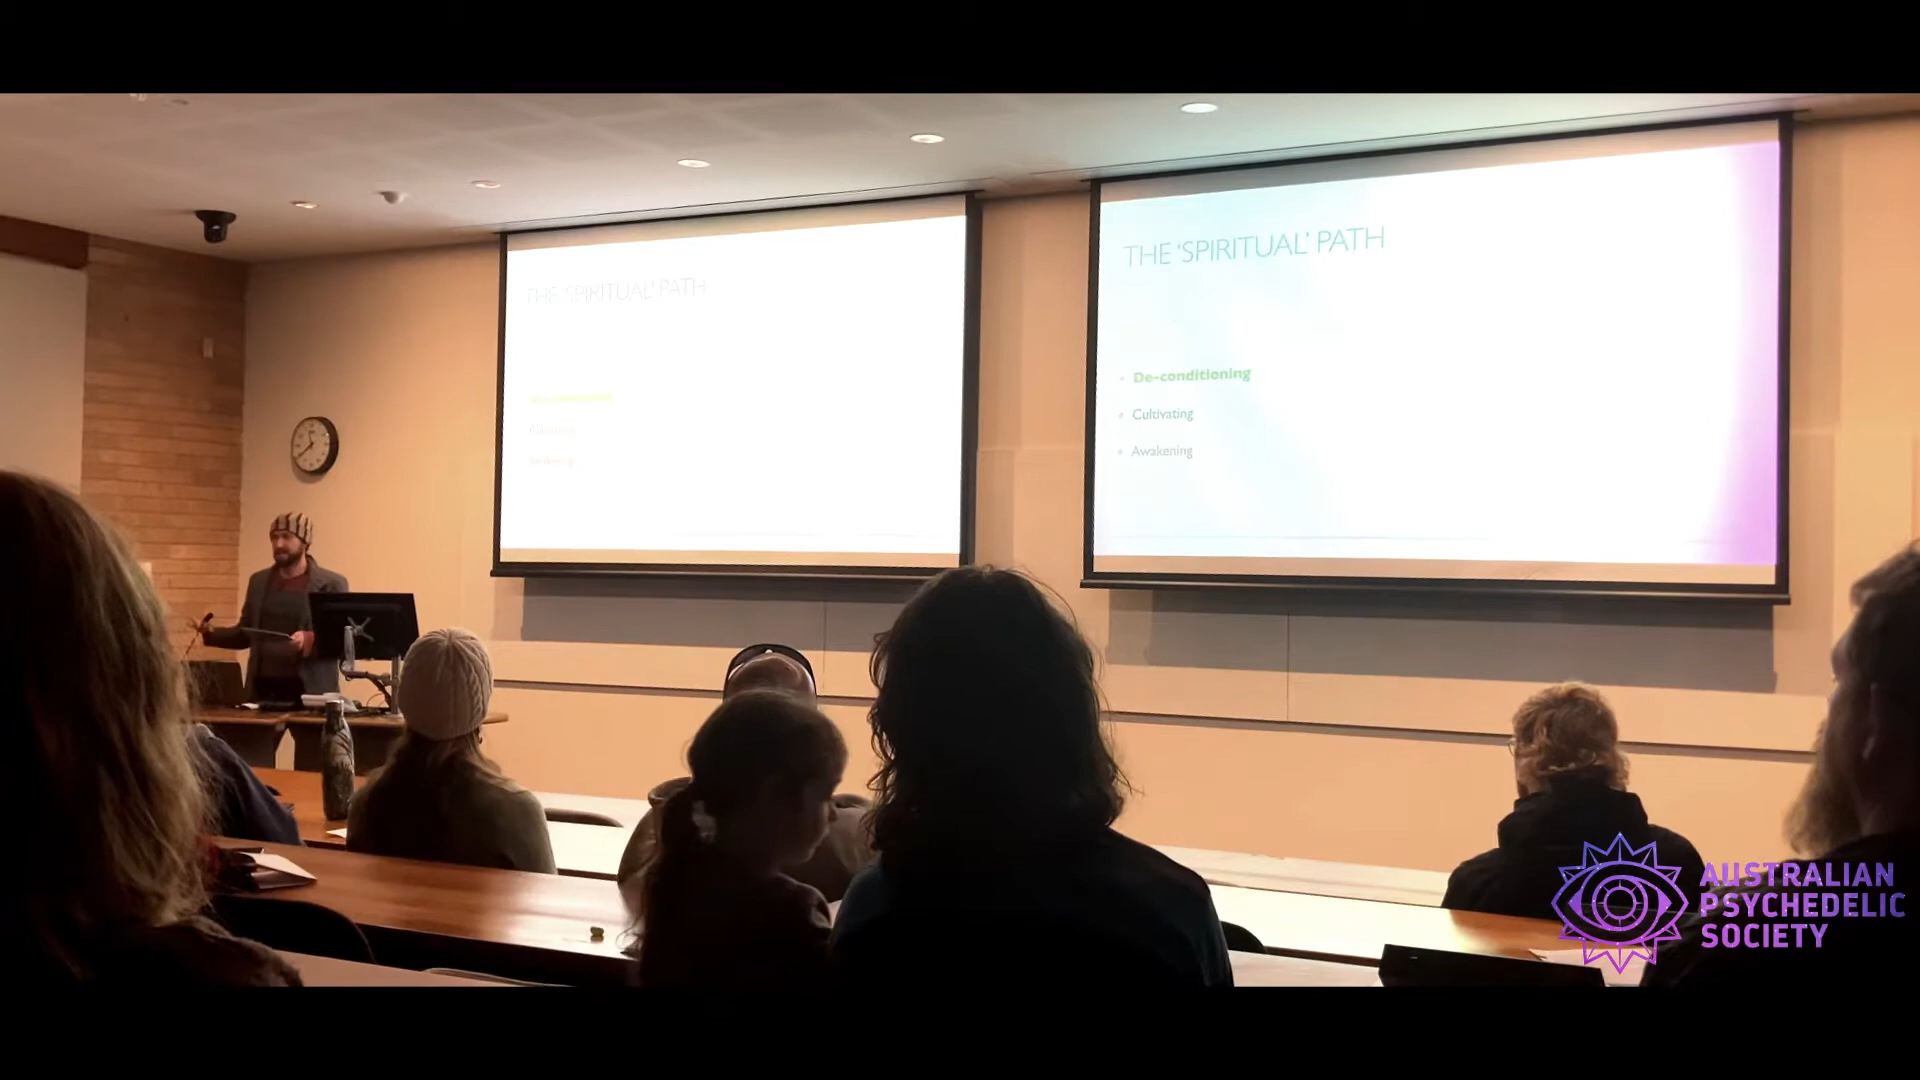 THE 'SPIRITUAL' PATH
THE 'SPIRITUAL' PATH
• De-conditioning
• Cultivating
• Awakening
AUSTRALIAN
PSYCHEDELIC
SOCIETY